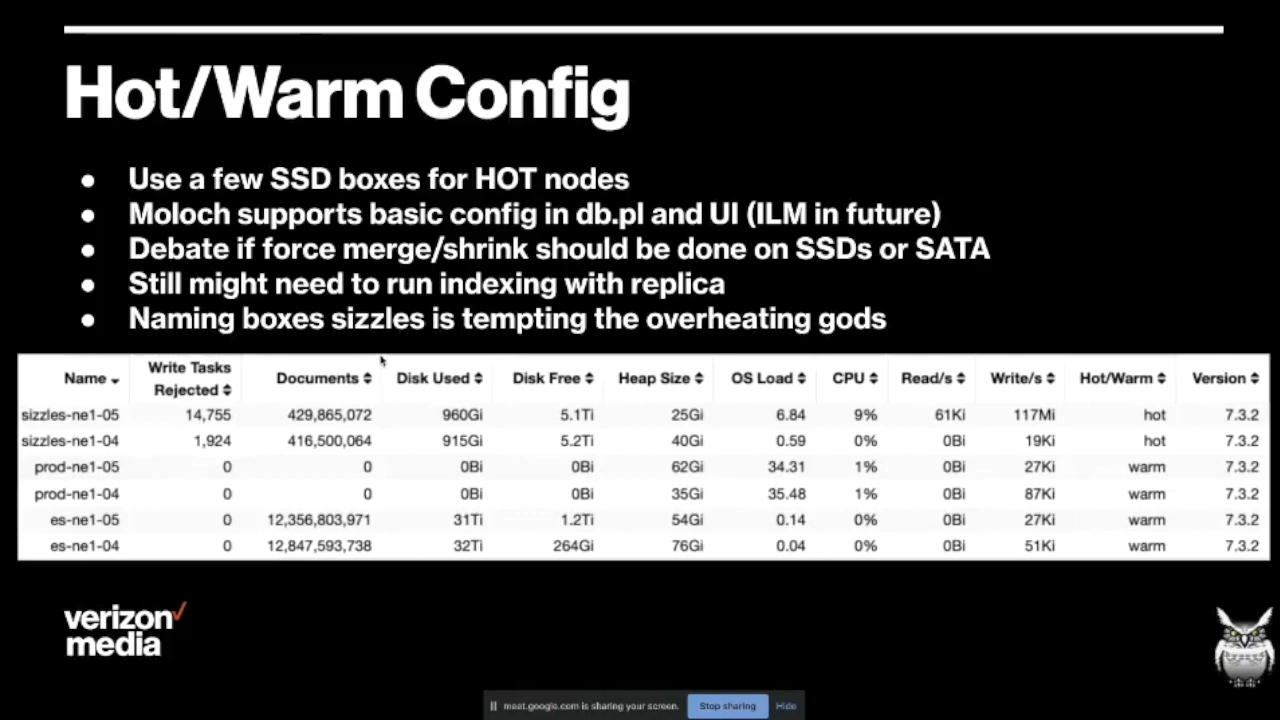 Hot/Warm Config
● Use a few SSD boxes for HOT nodes
● Moloch supports basic config in db.pl and UI (ILM in future)
● Debate if force merge/shrink should be done on SSDs or SATA
● Still might need to run indexing with replica
● Naming boxes sizzles is tempting the overheating gods
Name Write Tasks Rejected Documents Disk Used Disk Free Heap Size OS Load CPU Read/s Write/s Hot/Warm Version
sizzles-ne1-05 14,755 429,865,072 960Gi 5.1Ti 25Gi 6.84 9% 61Ki 117Mi hot 7.3.2
sizzles-ne1-04 1,924 416,500,064 915Gi 5.2Ti 40Gi 0.59 0% 0Bi 19Ki hot 7.3.2
prod-ne1-05 0 0 0Bi 0Bi 62Gi 34.31 1% 0Bi 27Ki warm 7.3.2
prod-ne1-04 0 0 0Bi 0Bi 35Gi 35.48 1% 0Bi 87Ki warm 7.3.2
es-ne1-05 0 12,356,803,971 31Ti 1.2Ti 54Gi 0.14 0% 0Bi 27Ki warm 7.3.2
es-ne1-04 0 12,847,593,738 32Ti 264Gi 76Gi 0.04 0% 0Bi 51Ki warm 7.3.2
verizon✓
media
meet.google.com is sharing your screen. Stop sharing Hide